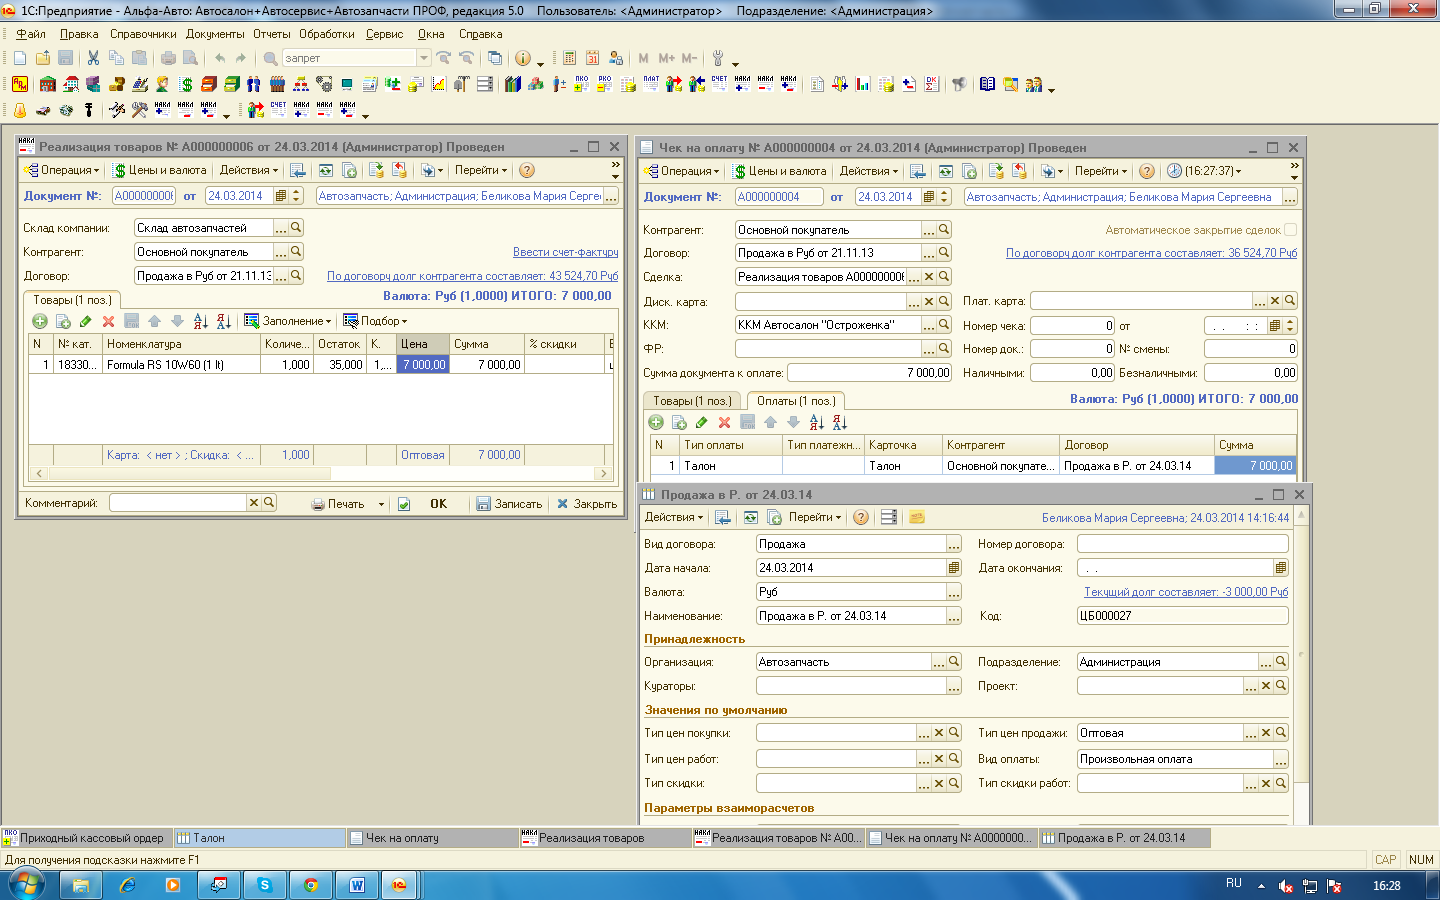 1С:Предприятие - Альфа-Авто: Автосалон+Автосервис+Автозапчасти ПРОФ, редакция 5.0    Пользователь: <Администратор>    Подразделение: <Администрация>
Файл  Правка  Справочники  Документы  Отчеты  Обработки  Сервис  Окна  Справка
запрет
M M+ M-
Реализация товаров № А000000006 от 24.03.2014 (Администратор) Проведен
Операция  Цены и валюта  Действия  Перейти
Документ №: А000000006 от 24.03.2014  Автозапчасть; Администрация; Беликова Мария Серге
Склад компании: Склад автозапчастей
Контрагент: Основной покупатель  Ввести счет-фактуру
Договор: Продажа в Руб от 21.11.13  По договору долг контрагента составляет: 43 524,70 Руб
Товары (1 поз.)  Валюта: Руб (1,0000) ИТОГО: 7 000,00
Заполнение  Подбор
N  № кат.  Номенклатура  Количе...  Остаток  К.  Цена  Сумма  % скидки
1  18330...  Formula RS 10W60 (1 lt)  1,000  35,000  1,...  7 000,00  7 000,00
Карта: < нет > ; Скидка: < ...  1,000  Оптовая  7 000,00
Комментарий:  Печать  OK  Записать  Закрыть
Чек на оплату № А000000004 от 24.03.2014 (Администратор) Проведен
Операция  Цены и валюта  Действия  Перейти  (16:27:37)
Документ №: А000000004 от 24.03.2014  Автозапчасть; Администрация; Беликова Мария Сергеевна
Контрагент: Основной покупатель  Автоматическое закрытие сделок
Договор: Продажа в Руб от 21.11.13  По договору долг контрагента составляет: 36 524,70 Руб
Сделка: Реализация товаров А000000006
Диск. карта:  Плат. карта:
ККМ: ККМ Автосалон "Остроженка"  Номер чека: 0 от . . : :
ФР:  Номер док.: 0  № смены: 0
Сумма документа к оплате: 7 000,00  Наличными: 0,00  Безналичными: 0,00
Товары (1 поз.)  Оплаты (1 поз.)  Валюта: Руб (1,0000) ИТОГО: 7 000,00
N  Тип оплаты  Тип платежн...  Карточка  Контрагент  Договор  Сумма
1  Талон  Талон  Основной покупате...  Продажа в Р. от 24.03.14  7 000,00
Продажа в Р. от 24.03.14
Действия  Перейти  Беликова Мария Сергеевна; 24.03.2014 14:16:44
Вид договора: Продажа  Номер договора:
Дата начала: 24.03.2014  Дата окончания: . .
Валюта: Руб  Текущий долг составляет: -3 000,00 Руб
Наименование: Продажа в Р. от 24.03.14  Код: ЦБ000027
Принадлежность
Организация: Автозапчасть  Подразделение: Администрация
Кураторы:  Проект:
Значения по умолчанию
Тип цен покупки:  Тип цен продажи: Оптовая
Тип цен работ:  Вид оплаты: Произвольная оплата
Тип скидки:  Тип скидки работ:
Параметры взаиморасчетов
Приходный кассовый ордер  Талон  Чек на оплату  Реализация товаров  Реализация товаров № А00...  Чек на оплату № А0000000...  Продажа в Р. от 24.03.14
Для получения подсказки нажмите F1  CAP  NUM
RU  16:28